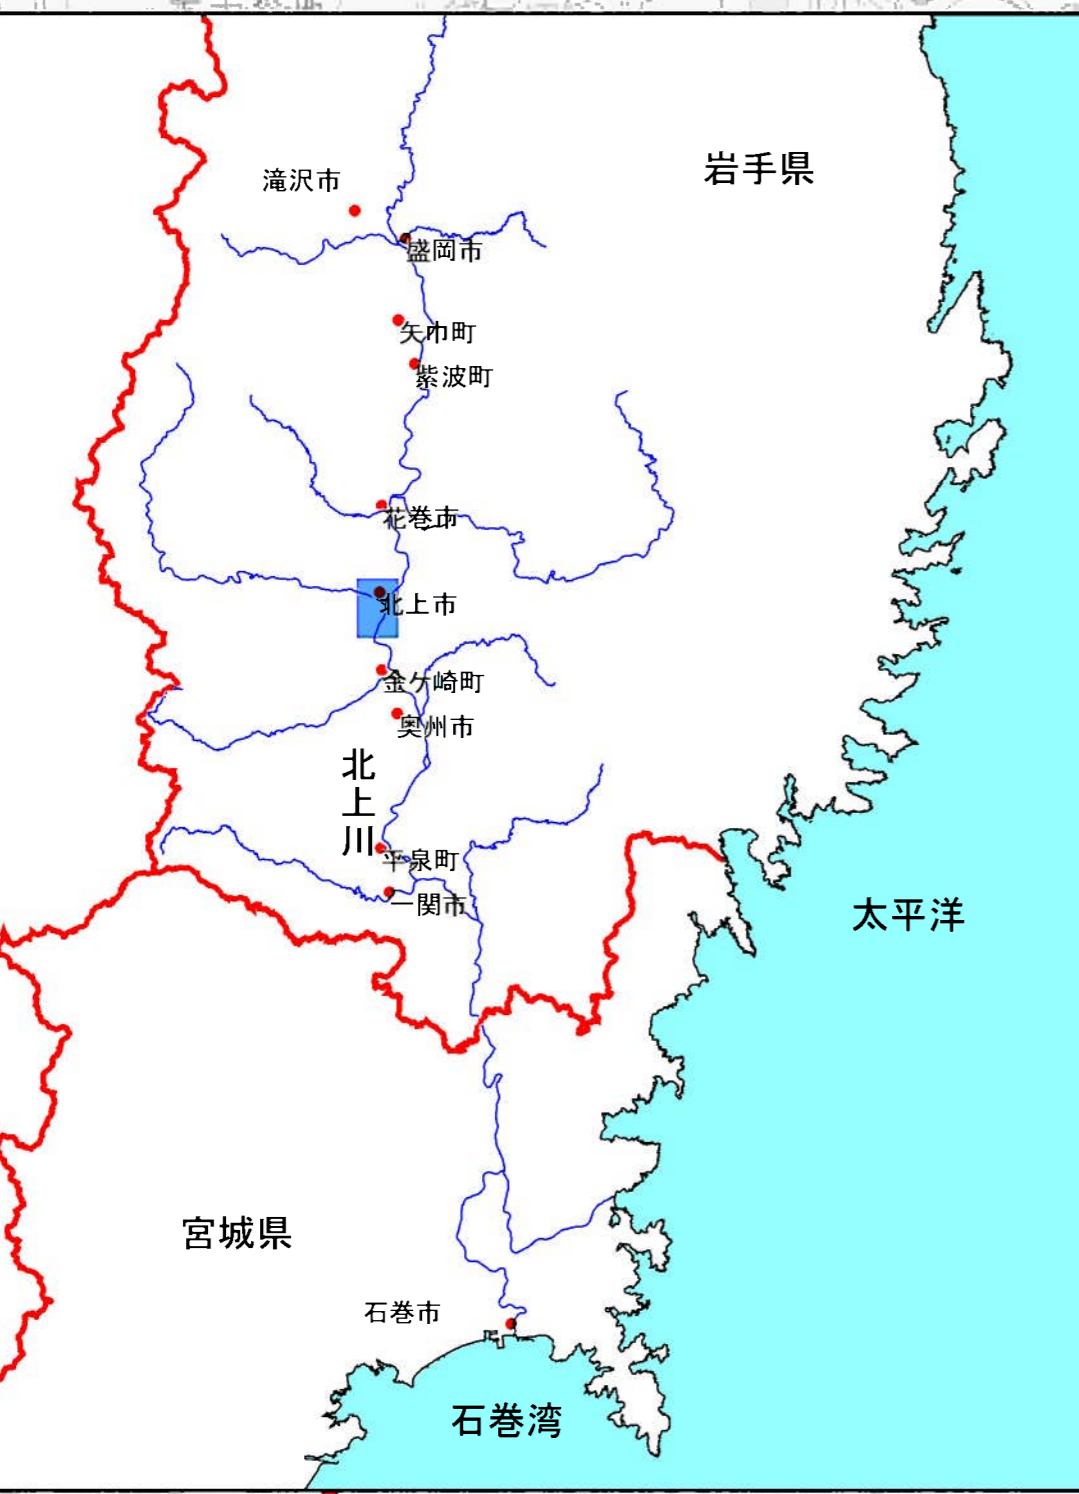 岩手県
滝沢市
盛岡市
矢巾町
紫波町
花巻市
北上市
金ケ崎町
奥州市
北上川
平泉町
一関市
太平洋
宮城県
石巻市
石巻湾